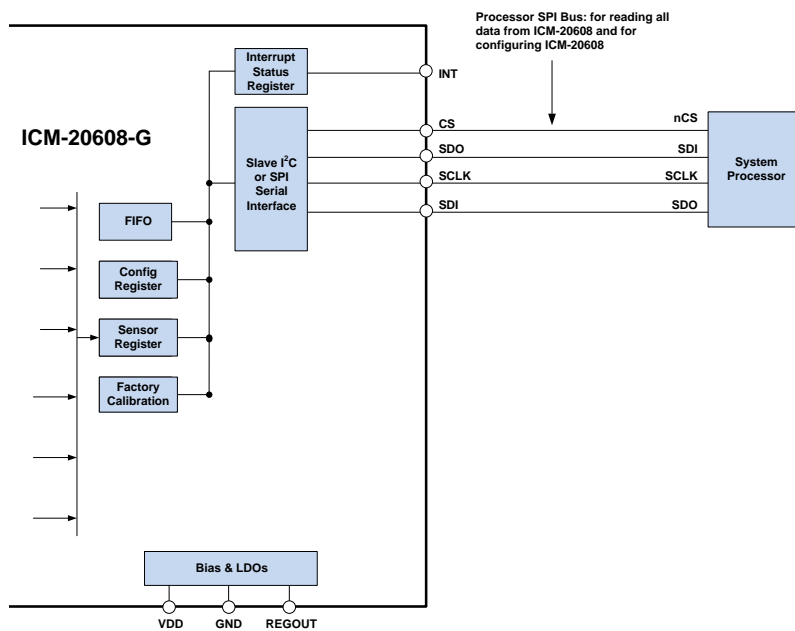 Processor SPI Bus: for reading all
data from ICM-20608 and for
configuring ICM-20608
Interrupt
Status
Register
INT
ICM-20608-G
Slave I²C
or SPI
Serial
Interface
CS
nCS
SDO
SDI
SCLK
SCLK
SDI
SDO
System
Processor
FIFO
Config
Register
Sensor
Register
Factory
Calibration
Bias & LDOs
VDD
GND
REGOUT